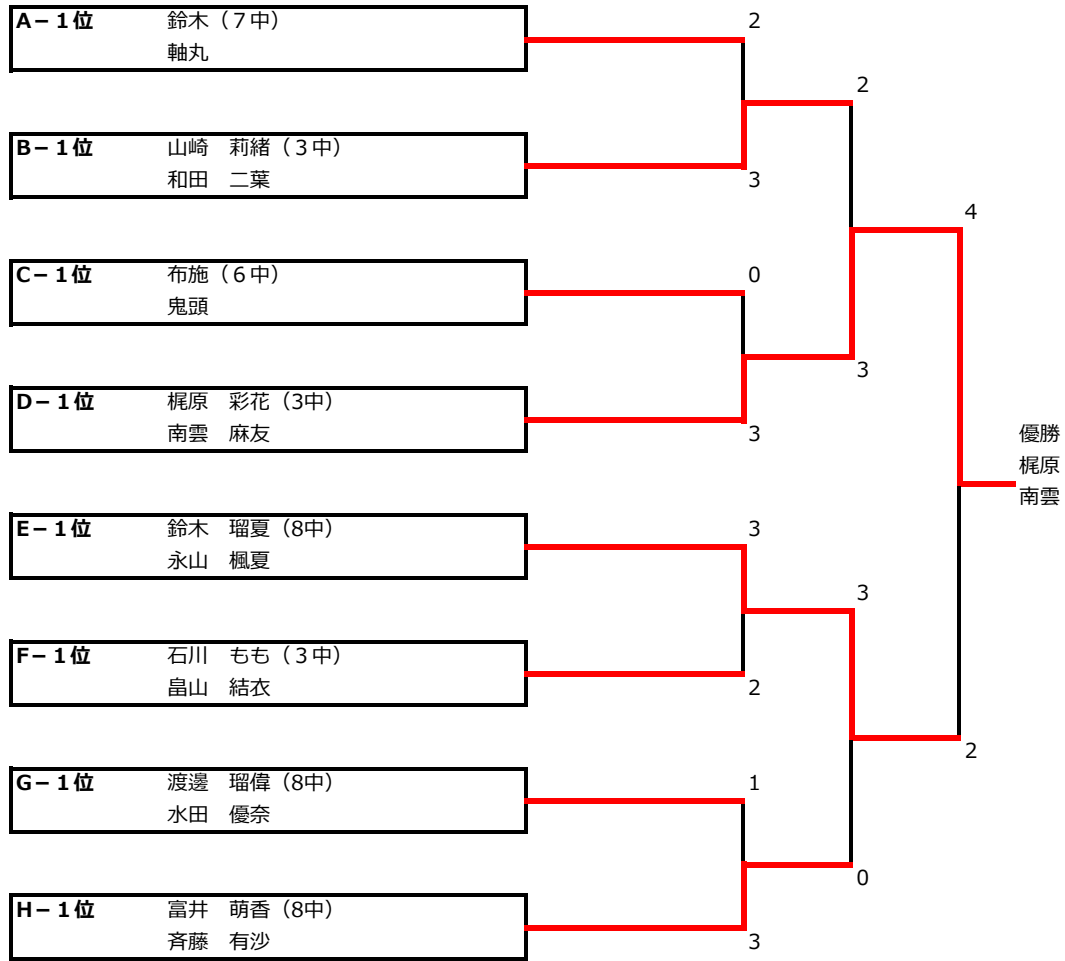 A－１位 鈴木（７中） 2
軸丸
2
B－１位 山崎　莉緒（３中）
和田　二葉 3
4
C－１位 布施（６中） 0
鬼頭
3
D－１位 梶原　彩花（3中）
南雲　麻友 3
優勝
梶原
南雲
E－１位 鈴木　瑠夏（8中） 3
永山　楓夏
3
F－１位 石川　もも（３中）
畠山　結衣 2
2
G－１位 渡邊　瑠偉（8中） 1
水田　優奈
0
H－１位 富井　萌香（8中）
斉藤　有沙 3